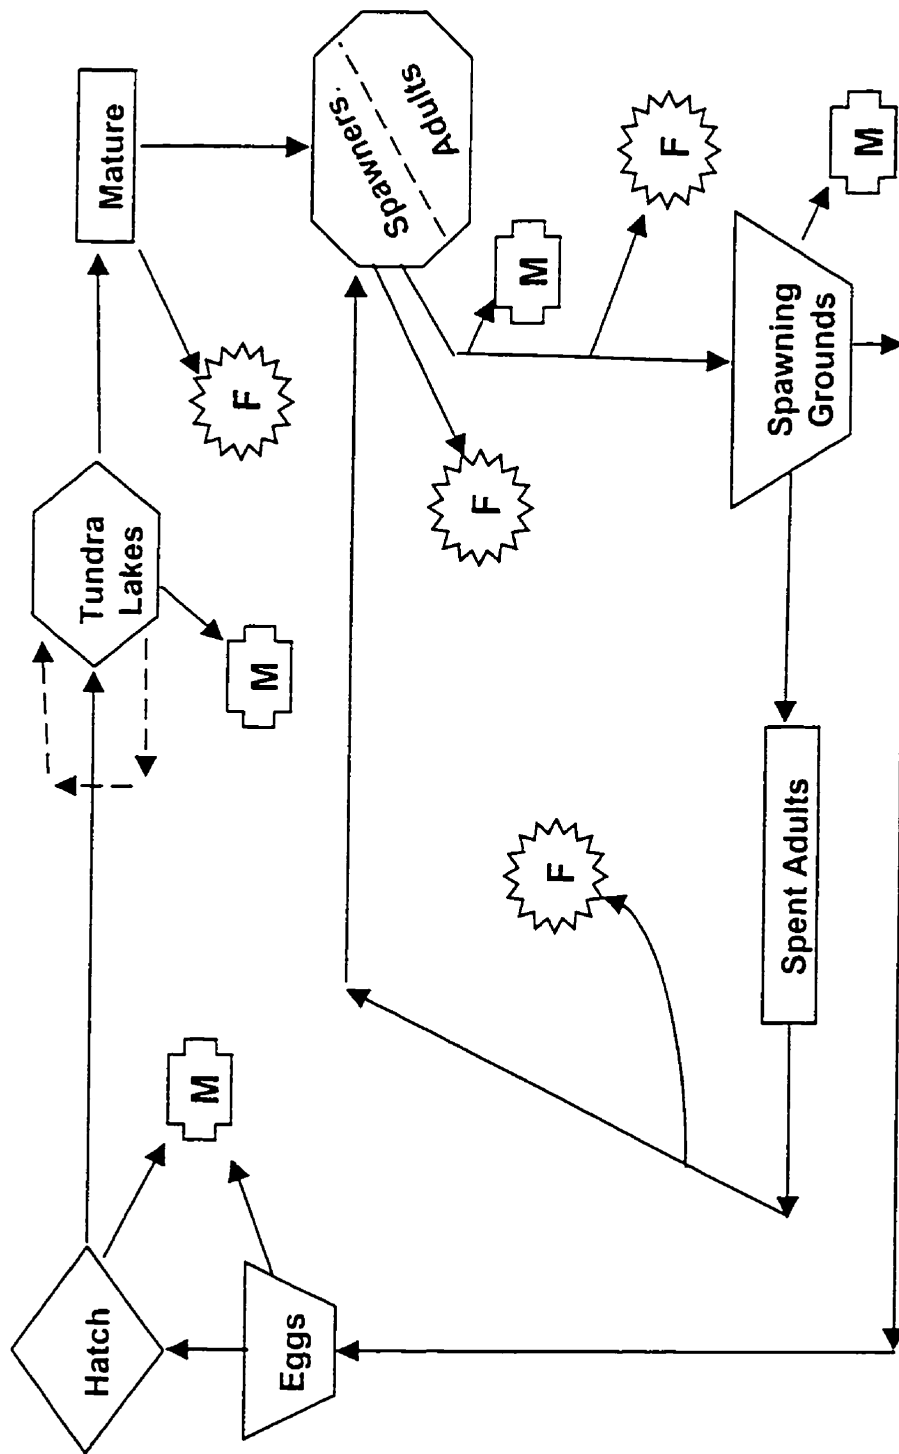 Hatch
Tundra
Lakes
Mature
M
F
M
Eggs
Spawners.
Adults
F
M
F
F
Spawning
Grounds
M
Spent Adults